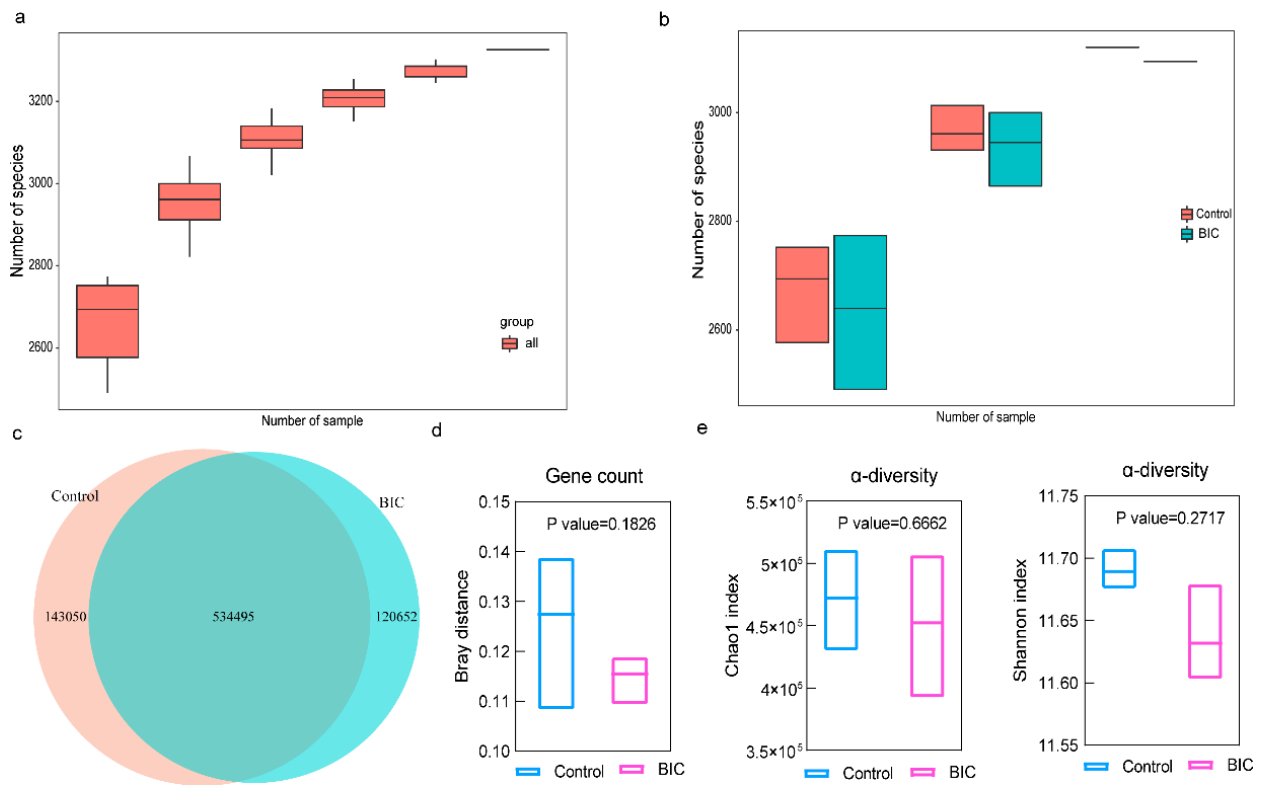 a
Number of species
3200
3000
2800
2600
group
all
Number of sample
b
Number of species
3000
2800
2600
Control
BIC
Number of sample
c
Control
BIC
143050
534495
120652
d
Gene count
P value=0.1826
Bray distance
0.15
0.14
0.13
0.12
0.11
0.10
Control
BIC
e
α-diversity
P value=0.6662
Chao1 index
5.5×10⁵
5×10⁵
4.5×10⁵
4×10⁵
3.5×10⁵
Control
BIC
α-diversity
P value=0.2717
Shannon index
11.75
11.70
11.65
11.60
11.55
Control
BIC